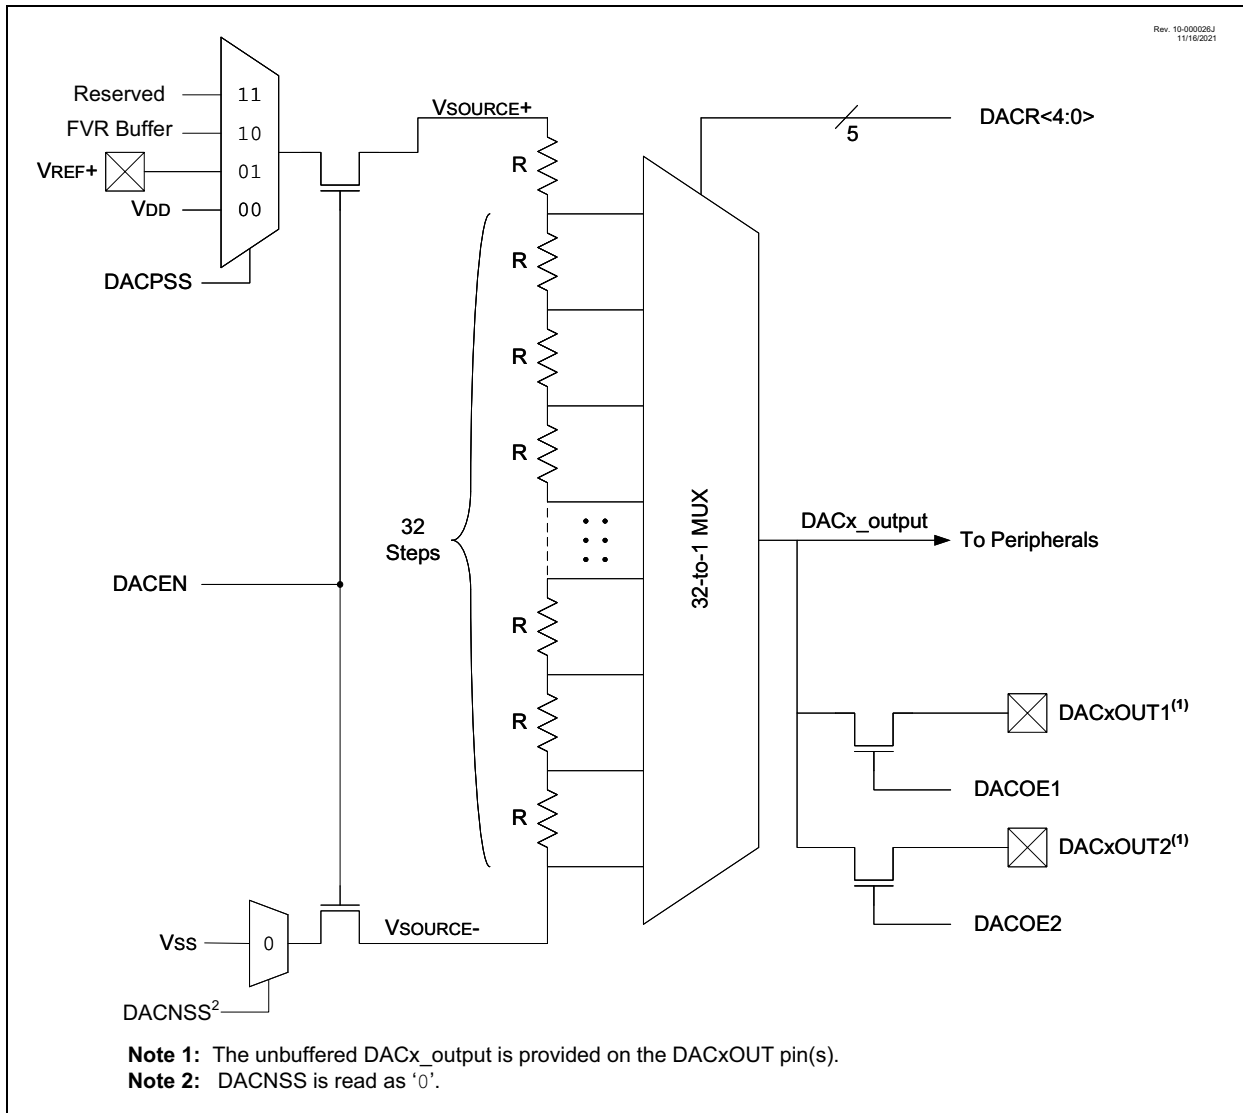 Rev. 10-000026J
11/16/2021
Reserved
11
FVR Buffer
10
VREF+
01
VDD
00
DACPSS
VSOURCE+
R
R
R
R
32
Steps
R
R
R
DACEN
DACR<4:0>
5
32-to-1 MUX
DACx_output
To Peripherals
DACxOUT1(1)
DACOE1
DACxOUT2(1)
DACOE2
VSS
0
VSOURCE-
DACNSS2
Note 1: The unbuffered DACx_output is provided on the DACxOUT pin(s).
Note 2: DACNSS is read as ‘0’.